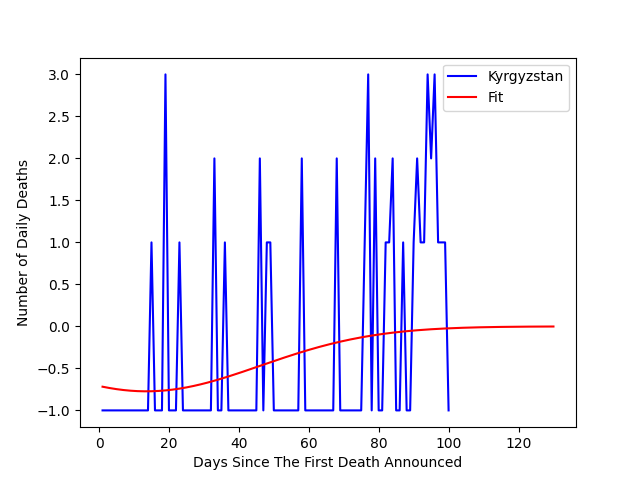 Kyrgyzstan
Fit
3.0
2.5
2.0
1.5
1.0
0.5
0.0
−0.5
−1.0
Number of Daily Deaths
0 20 40 60 80 100 120
Days Since The First Death Announced